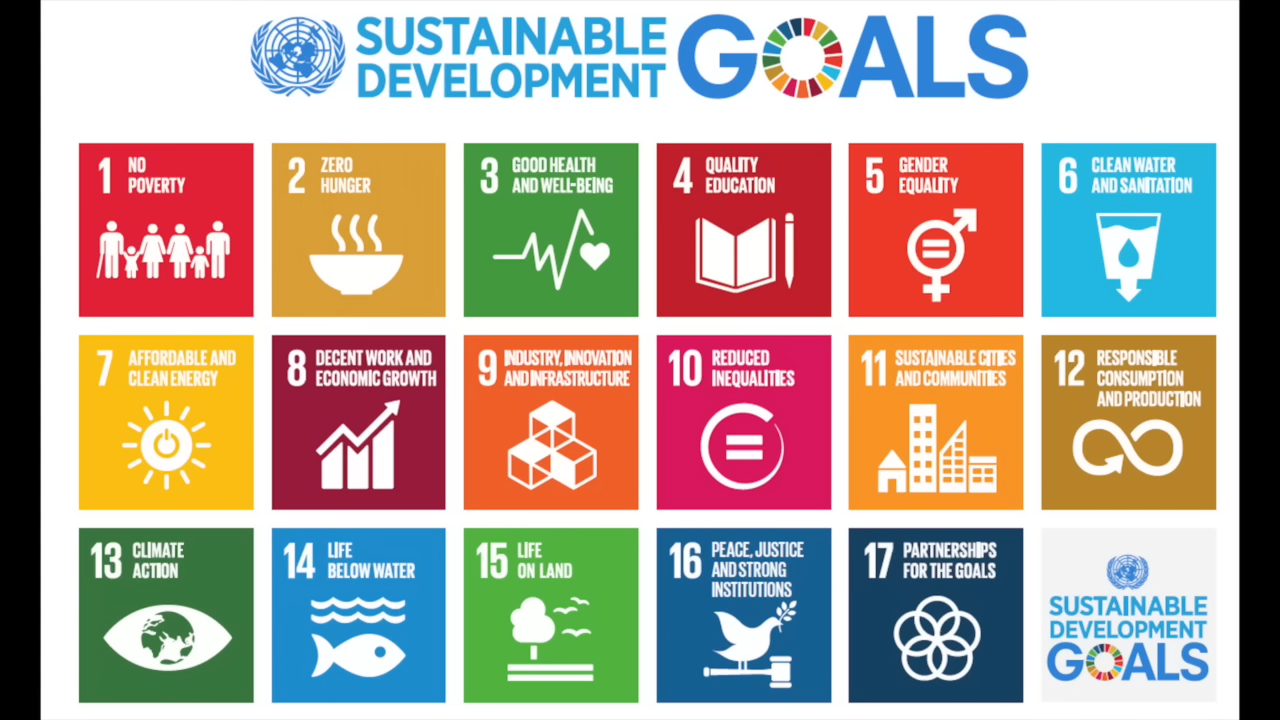 SUSTAINABLE
DEVELOPMENT
GOALS
1 NO
POVERTY
2 ZERO
HUNGER
3 GOOD HEALTH
AND WELL-BEING
4 QUALITY
EDUCATION
5 GENDER
EQUALITY
6 CLEAN WATER
AND SANITATION
7 AFFORDABLE AND
CLEAN ENERGY
8 DECENT WORK AND
ECONOMIC GROWTH
9 INDUSTRY, INNOVATION
AND INFRASTRUCTURE
10 REDUCED
INEQUALITIES
11 SUSTAINABLE CITIES
AND COMMUNITIES
12 RESPONSIBLE
CONSUMPTION
AND PRODUCTION
13 CLIMATE
ACTION
14 LIFE
BELOW WATER
15 LIFE
ON LAND
16 PEACE, JUSTICE
AND STRONG
INSTITUTIONS
17 PARTNERSHIPS
FOR THE GOALS
SUSTAINABLE
DEVELOPMENT
GOALS